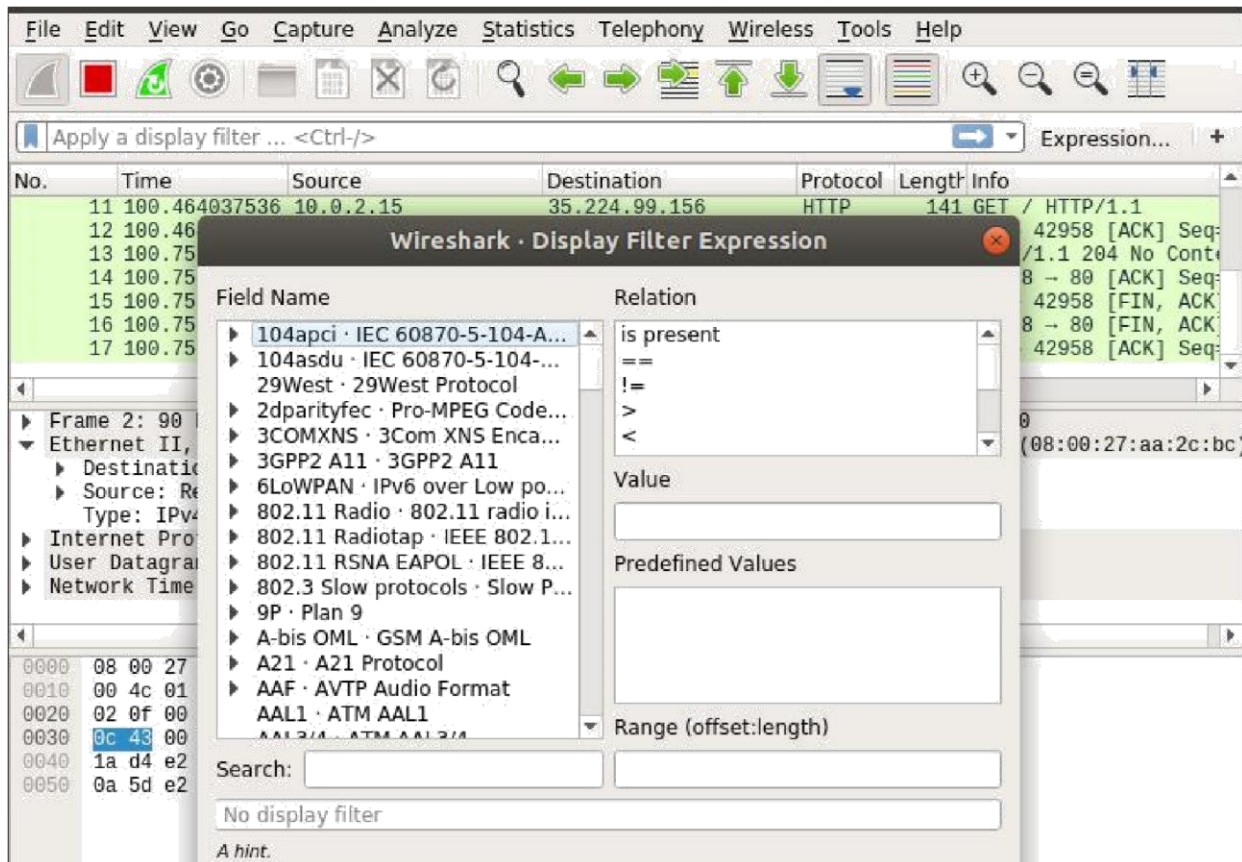 File Edit View Go Capture Analyze Statistics Telephony Wireless Tools Help
Apply a display filter ... <Ctrl-/> Expression... +
No. Time Source Destination Protocol Length Info
11 100.464037536 10.0.2.15 35.224.99.156 HTTP 141 GET / HTTP/1.1
12 100.46 42958 [ACK] Seq=
13 100.75 /1.1 204 No Conte
14 100.75 8 → 80 [ACK] Seq=
15 100.75 42958 [FIN, ACK]
16 100.75 8 → 80 [FIN, ACK]
17 100.75 42958 [ACK] Seq=
Wireshark · Display Filter Expression
Field Name
104apci · IEC 60870-5-104-A...
104asdu · IEC 60870-5-104-...
29West · 29West Protocol
2dparityfec · Pro-MPEG Code...
3COMXNS · 3Com XNS Enca...
3GPP2 A11 · 3GPP2 A11
6LoWPAN · IPv6 over Low po...
802.11 Radio · 802.11 radio i...
802.11 Radiotap · IEEE 802.1...
802.11 RSNA EAPOL · IEEE 8...
802.3 Slow protocols · Slow P...
9P · Plan 9
A-bis OML · GSM A-bis OML
A21 · A21 Protocol
AAF · AVTP Audio Format
AAL1 · ATM AAL1
AAL3/4 · ATM AAL3/4
Search:
No display filter
A hint.
Relation
is present
==
!=
>
<
Value
Predefined Values
Range (offset:length)
Frame 2: 90 0
Ethernet II, (08:00:27:aa:2c:bc)
Destinatio
Source: Re
Type: IPv4
Internet Pro
User Datagra
Network Time
0000 08 00 27
0010 00 4c 01
0020 02 0f 00
0030 0c 43 00
0040 1a d4 e2
0050 0a 5d e2